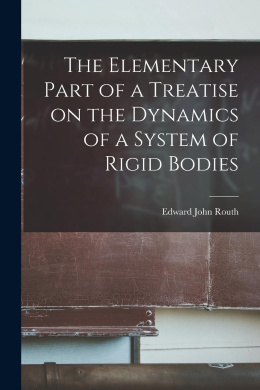 The Elementary
Part of a Treatise
on the Dynamics
of a System of
Rigid Bodies
Edward John Routh